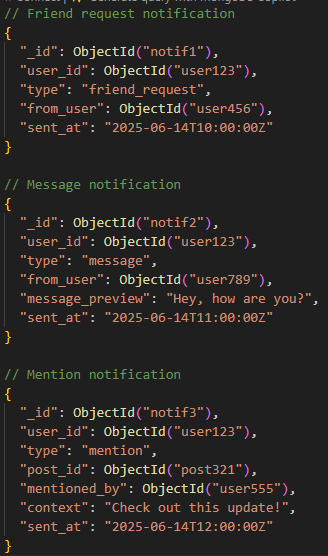 // Friend request notification
{
  "_id": ObjectId("notif1"),
  "user_id": ObjectId("user123"),
  "type": "friend_request",
  "from_user": ObjectId("user456"),
  "sent_at": "2025-06-14T10:00:00Z"
}
// Message notification
{
  "_id": ObjectId("notif2"),
  "user_id": ObjectId("user123"),
  "type": "message",
  "from_user": ObjectId("user789"),
  "message_preview": "Hey, how are you?",
  "sent_at": "2025-06-14T11:00:00Z"
}
// Mention notification
{
  "_id": ObjectId("notif3"),
  "user_id": ObjectId("user123"),
  "type": "mention",
  "post_id": ObjectId("post321"),
  "mentioned_by": ObjectId("user555"),
  "context": "Check out this update!",
  "sent_at": "2025-06-14T12:00:00Z"
}